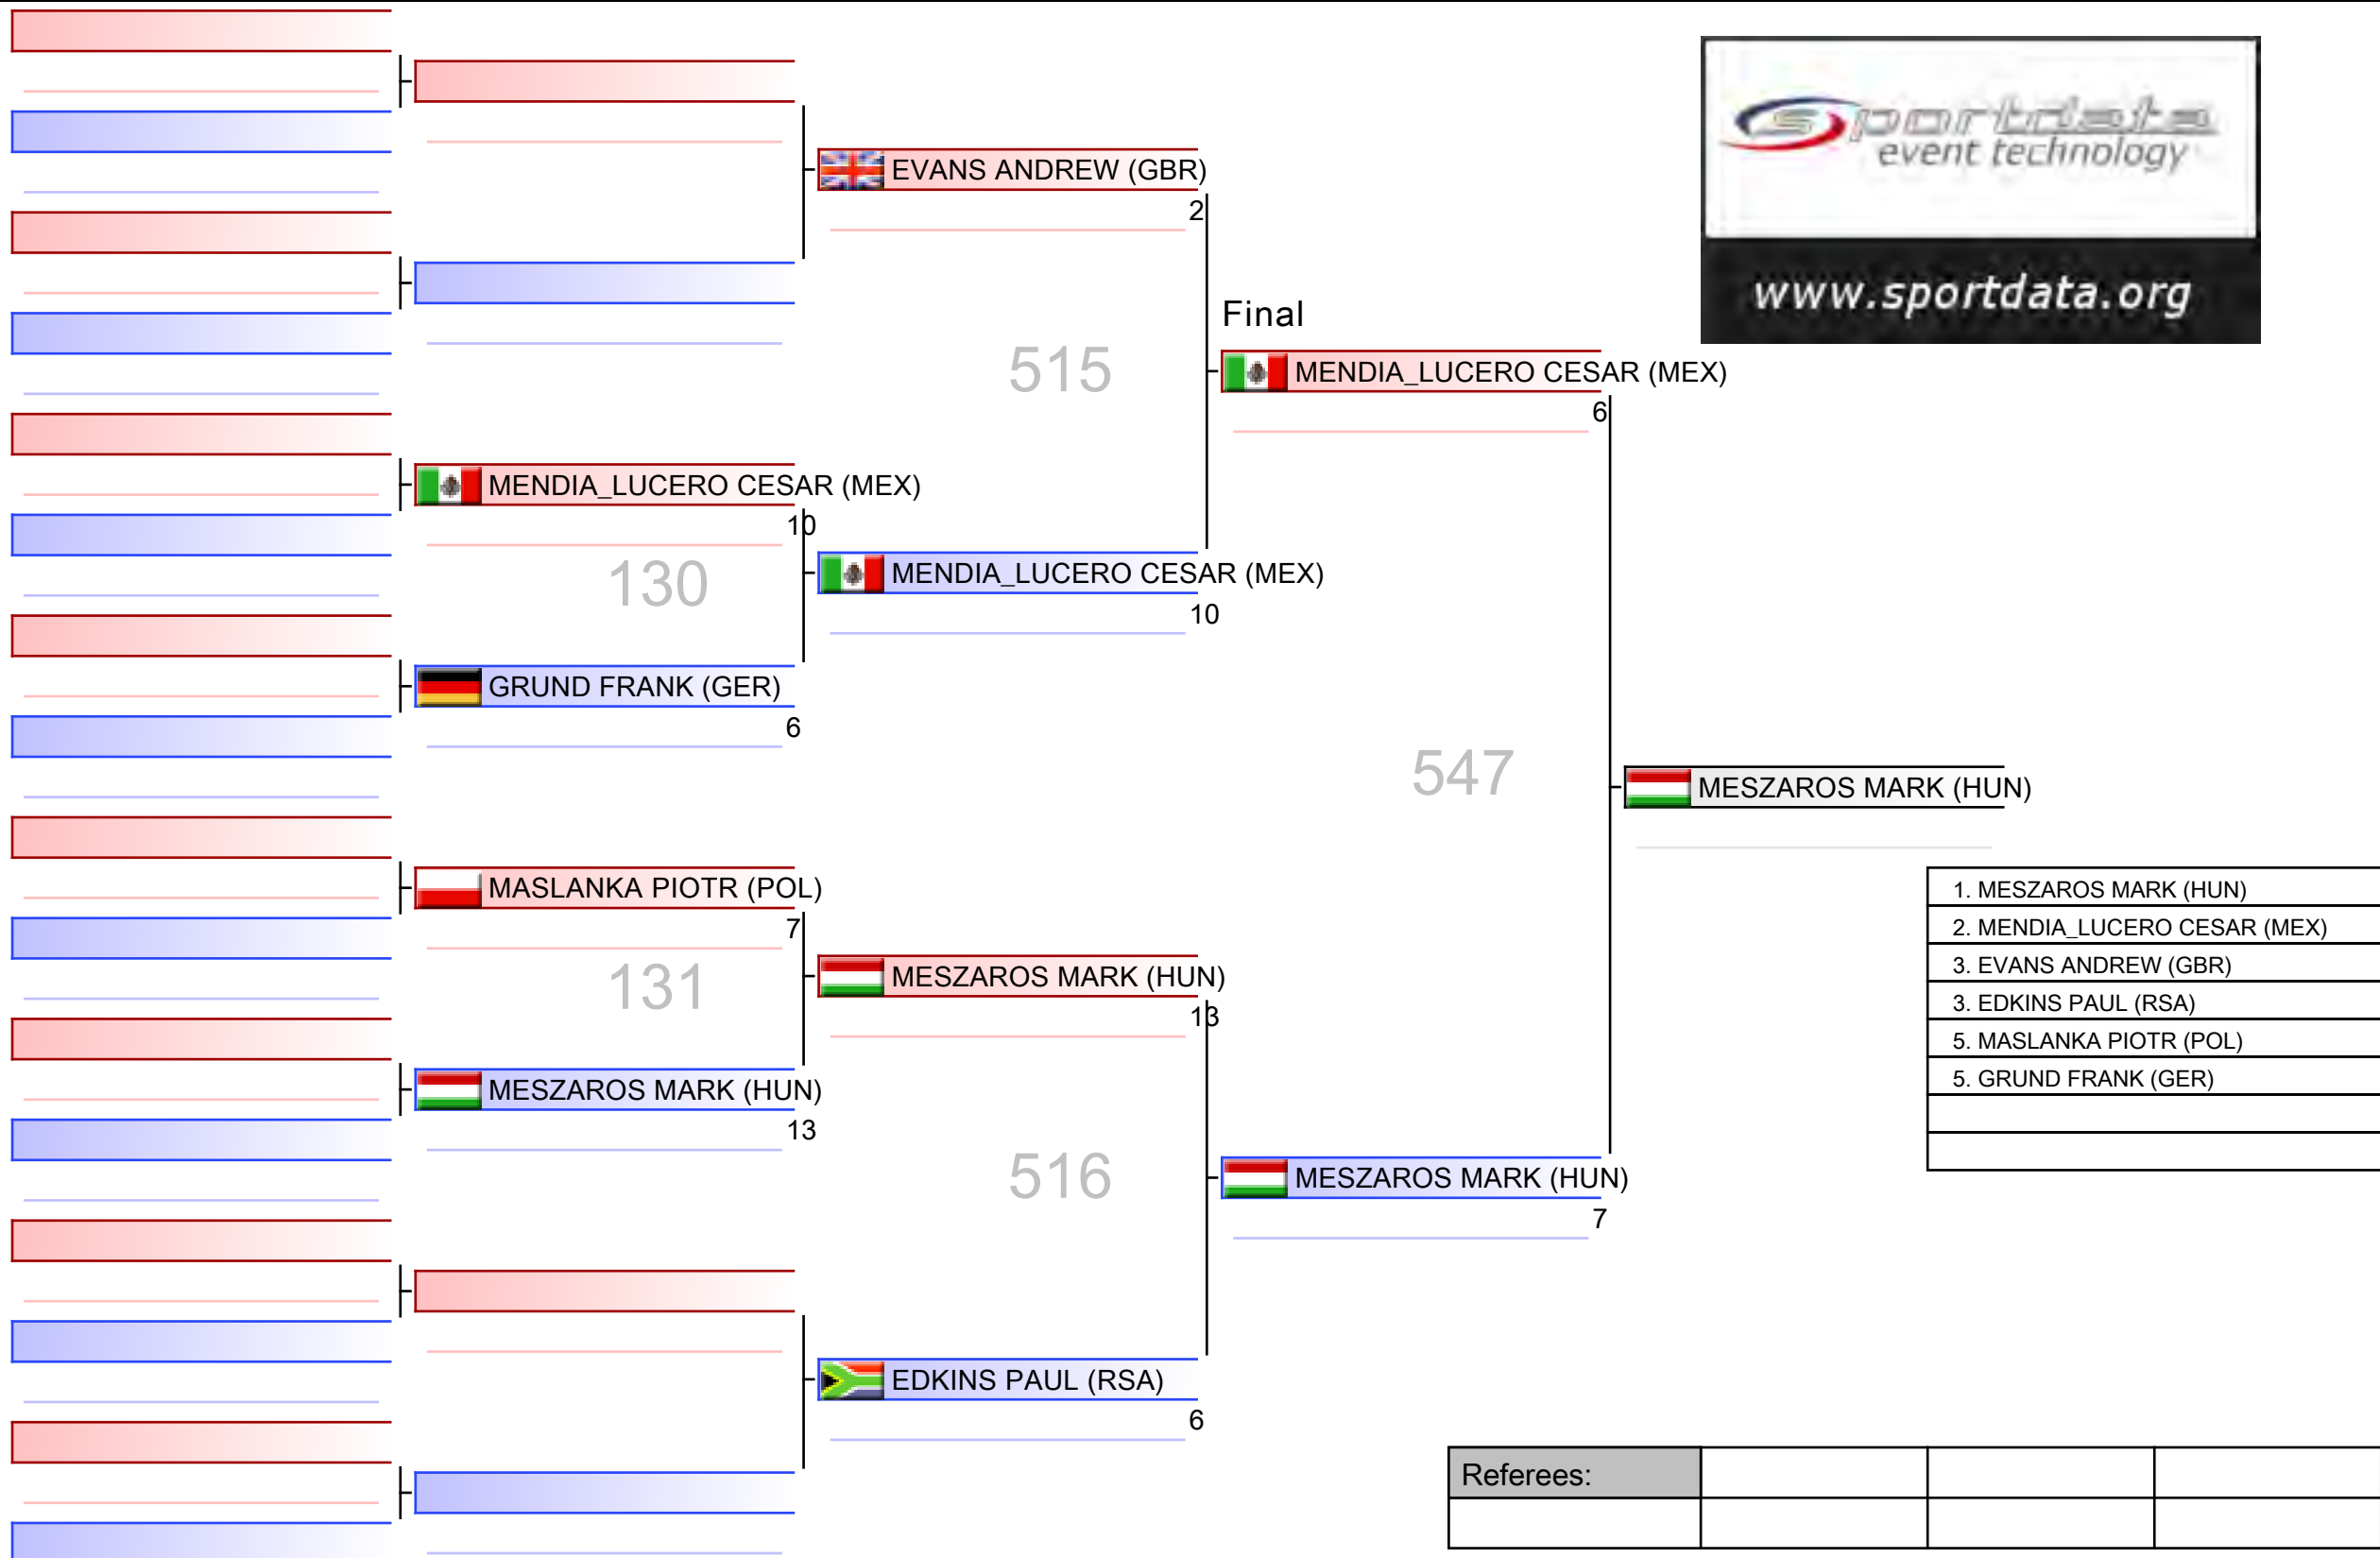 sportdata
event technology
www.sportdata.org
EVANS ANDREW (GBR)
2
515
Final
MENDIA_LUCERO CESAR (MEX)
6
MENDIA_LUCERO CESAR (MEX)
10
130
MENDIA_LUCERO CESAR (MEX)
10
GRUND FRANK (GER)
6
547
MESZAROS MARK (HUN)
MASLANKA PIOTR (POL)
7
131
MESZAROS MARK (HUN)
13
MESZAROS MARK (HUN)
13
516
MESZAROS MARK (HUN)
7
EDKINS PAUL (RSA)
6
1. MESZAROS MARK (HUN)
2. MENDIA_LUCERO CESAR (MEX)
3. EVANS ANDREW (GBR)
3. EDKINS PAUL (RSA)
5. MASLANKA PIOTR (POL)
5. GRUND FRANK (GER)
Referees: